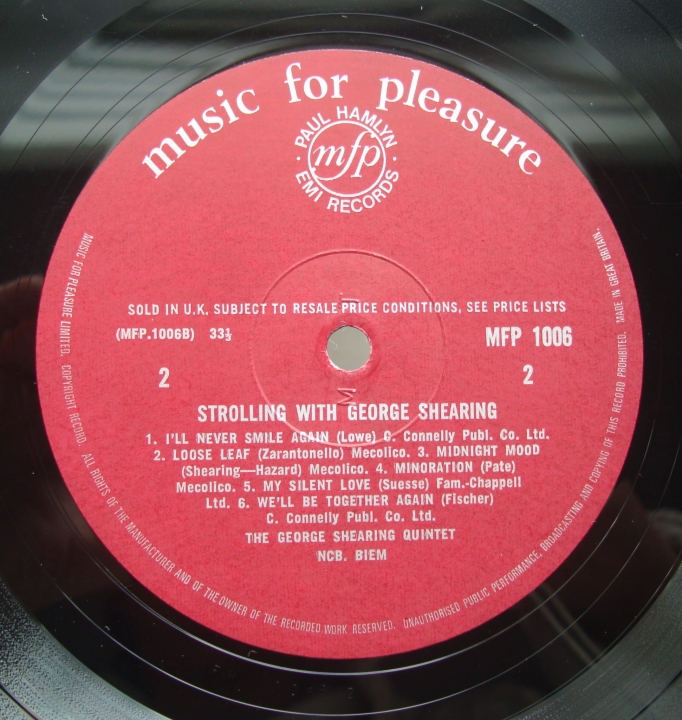 music for pleasure
PAUL HAMLYN
mfp
EMI RECORDS
SOLD IN U.K. SUBJECT TO RESALE PRICE CONDITIONS, SEE PRICE LISTS
(MFP.1006B) 33⅓ MFP 1006
2 2
STROLLING WITH GEORGE SHEARING
1. I'LL NEVER SMILE AGAIN (Lowe) C. Connelly Publ. Co. Ltd.
2. LOOSE LEAF (Zarantonello) Mecolico. 3. MIDNIGHT MOOD
(Shearing—Hazard) Mecolico. 4. MINORATION (Pate)
Mecolico. 5. MY SILENT LOVE (Suesse) Fam.-Chappell
Ltd. 6. WE'LL BE TOGETHER AGAIN (Fischer)
C. Connelly Publ. Co. Ltd.
THE GEORGE SHEARING QUINTET
NCB. BIEM
MUSIC FOR PLEASURE LIMITED. COPYRIGHT RECORD. ALL RIGHTS OF THE MANUFACTURER AND OF THE OWNER OF THE RECORDED WORK RESERVED. UNAUTHORISED PUBLIC PERFORMANCE, BROADCASTING AND COPYING OF THIS RECORD PROHIBITED. MADE IN GREAT BRITAIN.